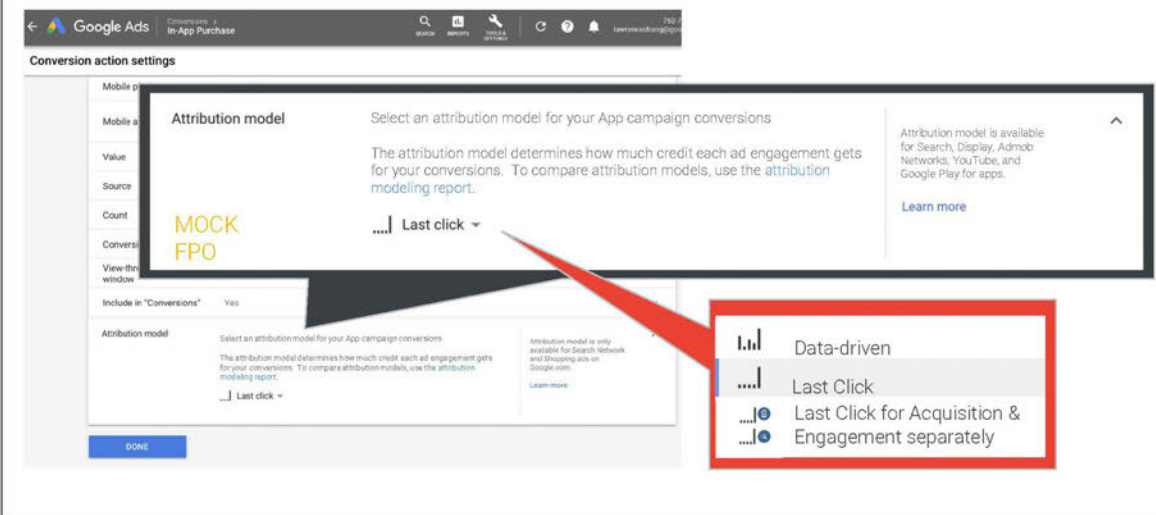 Google Ads
Conversions >
In-App Purchase
SEARCH
REPORTS
TOOLS &
SETTINGS
Conversion action settings
Mobile
Mobile a
Value
Source
Count
Conversi
View-thr
window
Include in "Conversions" Yes
Attribution model
Select an attribution model for your App campaign conversions
The attribution model determines how much credit each ad engagement gets
for your conversions. To compare attribution models, use the attribution
modeling report.
Last click
Attribution model is available
for Search, Display, Admob
Networks, YouTube, and
Google Play for apps.
Learn more
MOCK
FPO
Attribution model
Select an attribution model for your App campaign conversions
The attribution model determines how much credit each ad engagement gets
for your conversions. To compare attribution models, use the attribution
modeling report.
Last click
Attribution model is only
available for Search Network
and Shopping ads on
Google.com.
Learn more
DONE
Data-driven
Last Click
Last Click for Acquisition &
Engagement separately